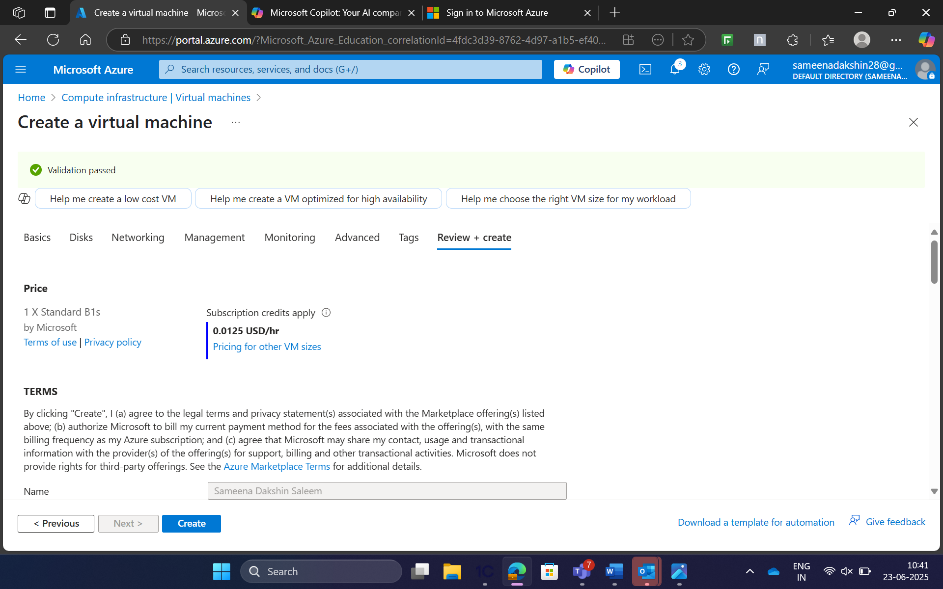 Create a virtual machine - Micros
Microsoft Copilot: Your AI compa
Sign in to Microsoft Azure
https://portal.azure.com/?Microsoft_Azure_Education_correlationId=4fdc3d39-8762-4d97-a1b5-ef40...
Microsoft Azure
Search resources, services, and docs (G+/)
Copilot
3
sameenadakshin28@g...
DEFAULT DIRECTORY (SAMEENA...
Home > Compute infrastructure | Virtual machines >
Create a virtual machine ...
Validation passed
Help me create a low cost VM
Help me create a VM optimized for high availability
Help me choose the right VM size for my workload
Basics Disks Networking Management Monitoring Advanced Tags Review + create
Price
1 X Standard B1s
by Microsoft
Terms of use | Privacy policy
Subscription credits apply
0.0125 USD/hr
Pricing for other VM sizes
TERMS
By clicking "Create", I (a) agree to the legal terms and privacy statement(s) associated with the Marketplace offering(s) listed
above; (b) authorize Microsoft to bill my current payment method for the fees associated with the offering(s), with the same
billing frequency as my Azure subscription; and (c) agree that Microsoft may share my contact, usage and transactional
information with the provider(s) of the offering(s) for support, billing and other transactional activities. Microsoft does not
provide rights for third-party offerings. See the Azure Marketplace Terms for additional details.
Name
Sameena Dakshin Saleem
< Previous
Next >
Create
Download a template for automation
Give feedback
Search
7
ENG
IN
10:41
23-06-2025